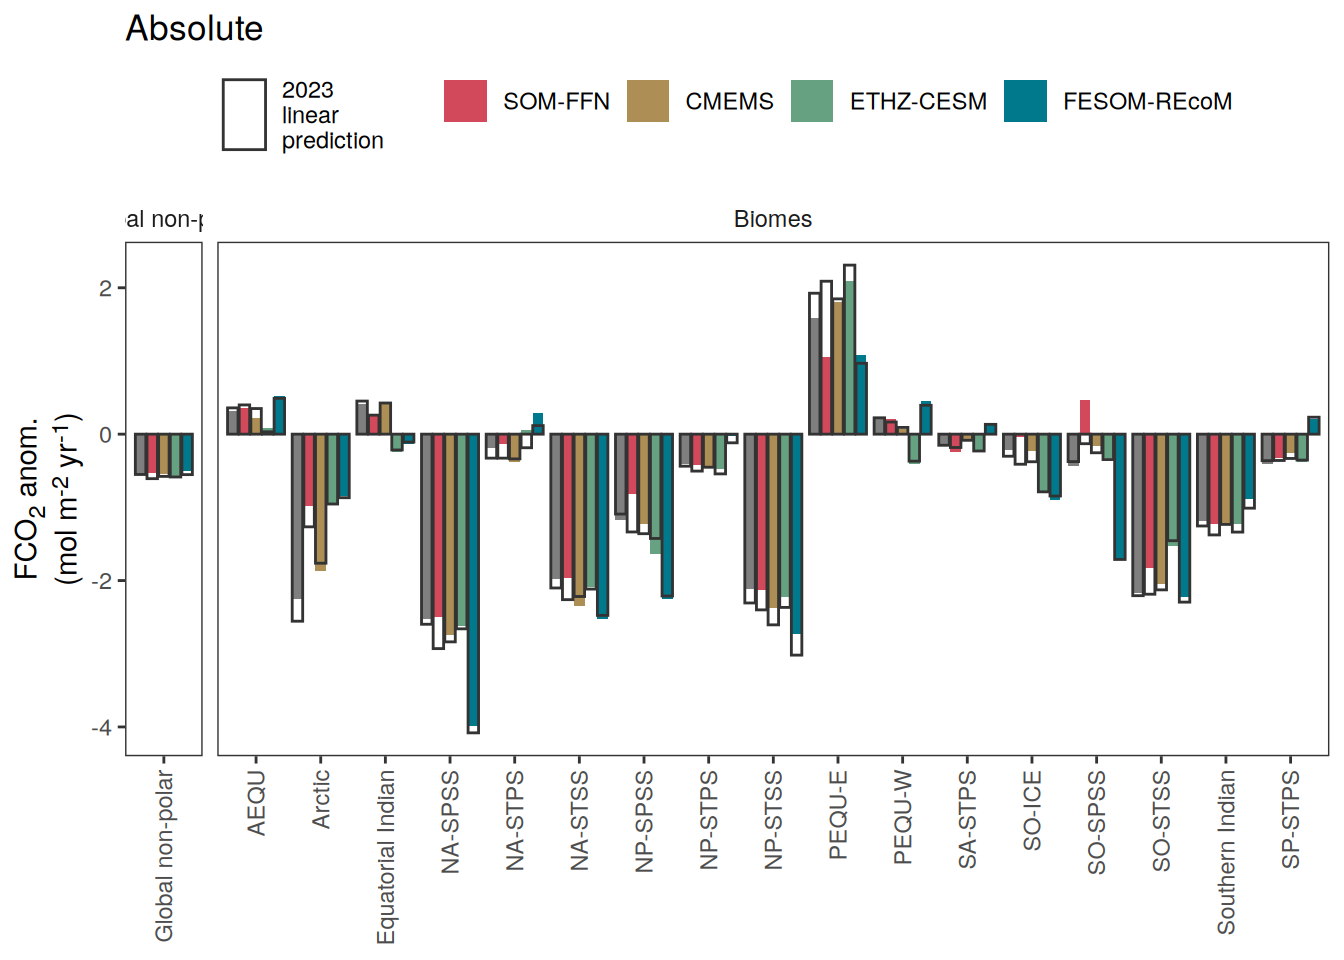 Absolute
2023
linear
prediction
SOM-FFN
CMEMS
ETHZ-CESM
FESOM-REcoM
al non-p
Biomes
FCO2 anom.
(mol m-2 yr-1)
2
0
-2
-4
Global non-polar
AEQU
Arctic
Equatorial Indian
NA-SPSS
NA-STPS
NA-STSS
NP-SPSS
NP-STPS
NP-STSS
PEQU-E
PEQU-W
SA-STPS
SO-ICE
SO-SPSS
SO-STSS
Southern Indian
SP-STPS